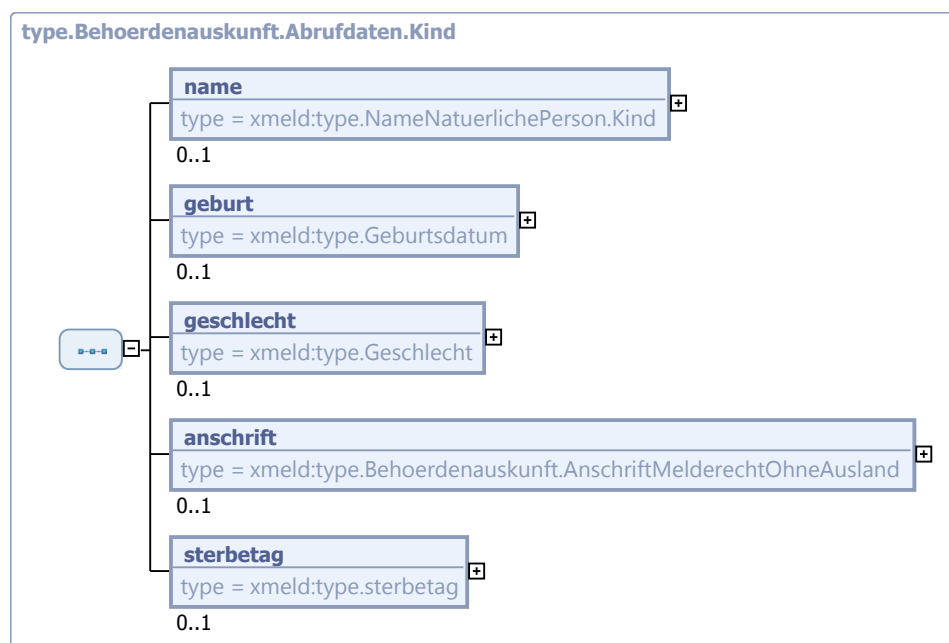 type.Behoerdenauskunft.Abrufdaten.Kind
name
type = xmeld:type.NameNatuerlichePerson.Kind
0..1
geburt
type = xmeld:type.Geburtsdatum
0..1
geschlecht
type = xmeld:type.Geschlecht
0..1
anschrift
type = xmeld:type.Behoerdenauskunft.AnschriftMelderechtOhneAusland
0..1
sterbetag
type = xmeld:type.sterbetag
0..1